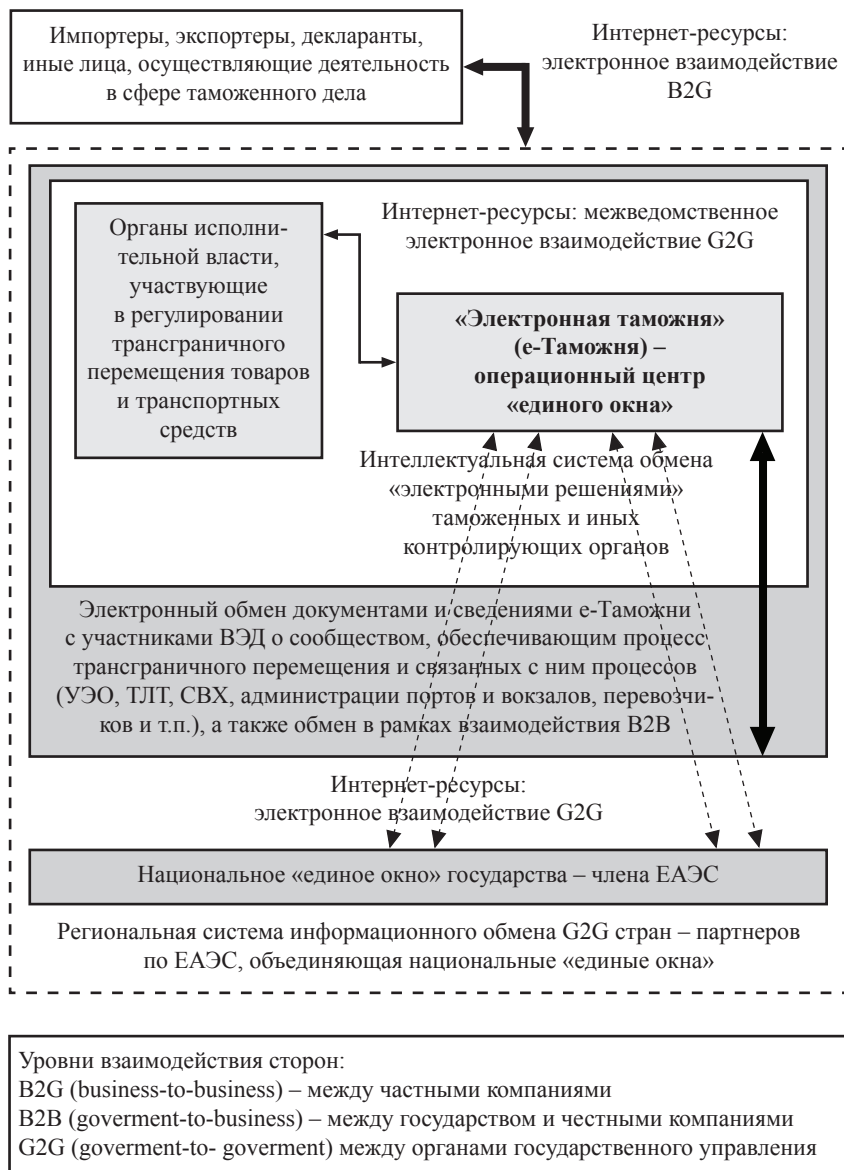 Импортеры, экспортеры, декларанты,
иные лица, осуществляющие деятельность
в сфере таможенного дела
Интернет-ресурсы:
электронное взаимодействие
B2G
Органы исполни-
тельной власти,
участвующие
в регулировании
трансграничного
перемещения товаров
и транспортных
средств
Интернет-ресурсы: межведомственное
электронное взаимодействие G2G
«Электронная таможня»
(е-Таможня) –
операционный центр
«единого окна»
Интеллектуальная система обмена
«электронными решениями»
таможенных и иных
контролирующих органов
Электронный обмен документами и сведениями е-Таможни
с участниками ВЭД о сообществом, обеспечивающим процесс
трансграничного перемещения и связанных с ним процессов
(УЭО, ТЛТ, СВХ, администрации портов и вокзалов, перевозчи-
ков и т.п.), а также обмен в рамках взаимодействия B2B
Интернет-ресурсы:
электронное взаимодействие G2G
Национальное «единое окно» государства – члена ЕАЭС
Региональная система информационного обмена G2G стран – партнеров
по ЕАЭС, объединяющая национальные «единые окна»
Уровни взаимодействия сторон:
B2G (business-to-business) – между частными компаниями
B2B (goverment-to-business) – между государством и честными компаниями
G2G (goverment-to- goverment) между органами государственного управления